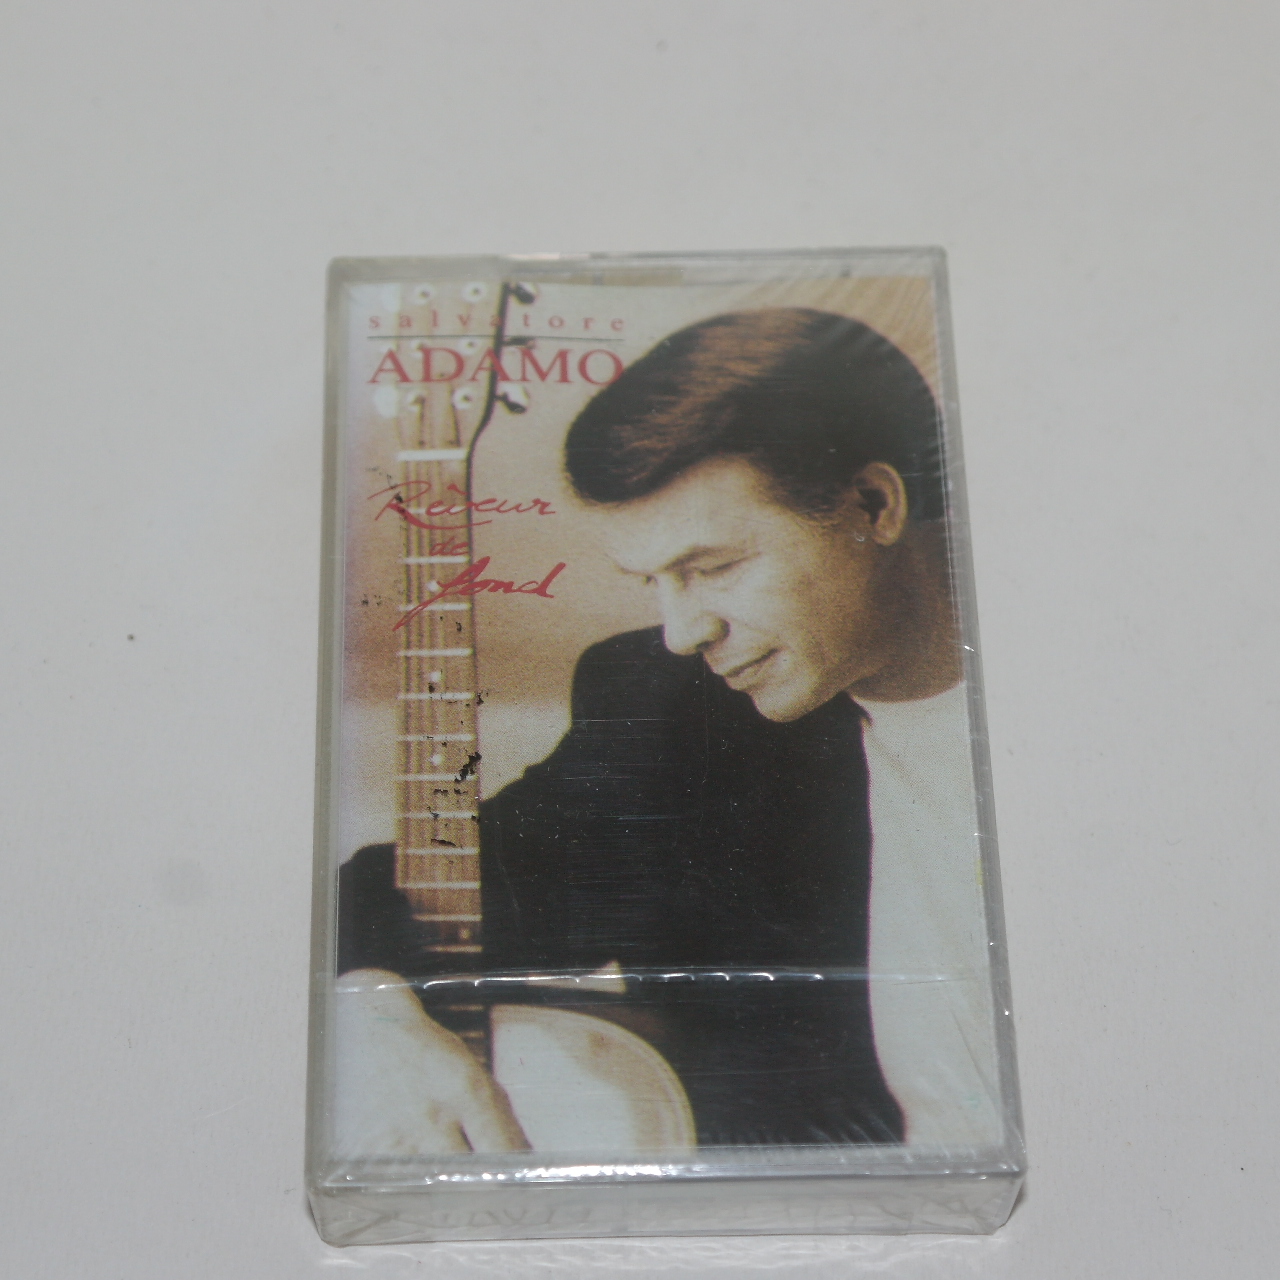 salvatore
ADAMO
Rêveur
de
fond